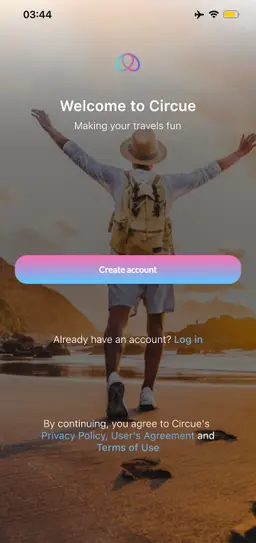 03:44
Welcome to Circue
Making your travels fun
Create account
Already have an account? Log in
By continuing, you agree to Circue's
Privacy Policy, User's Agreement and
Terms of Use